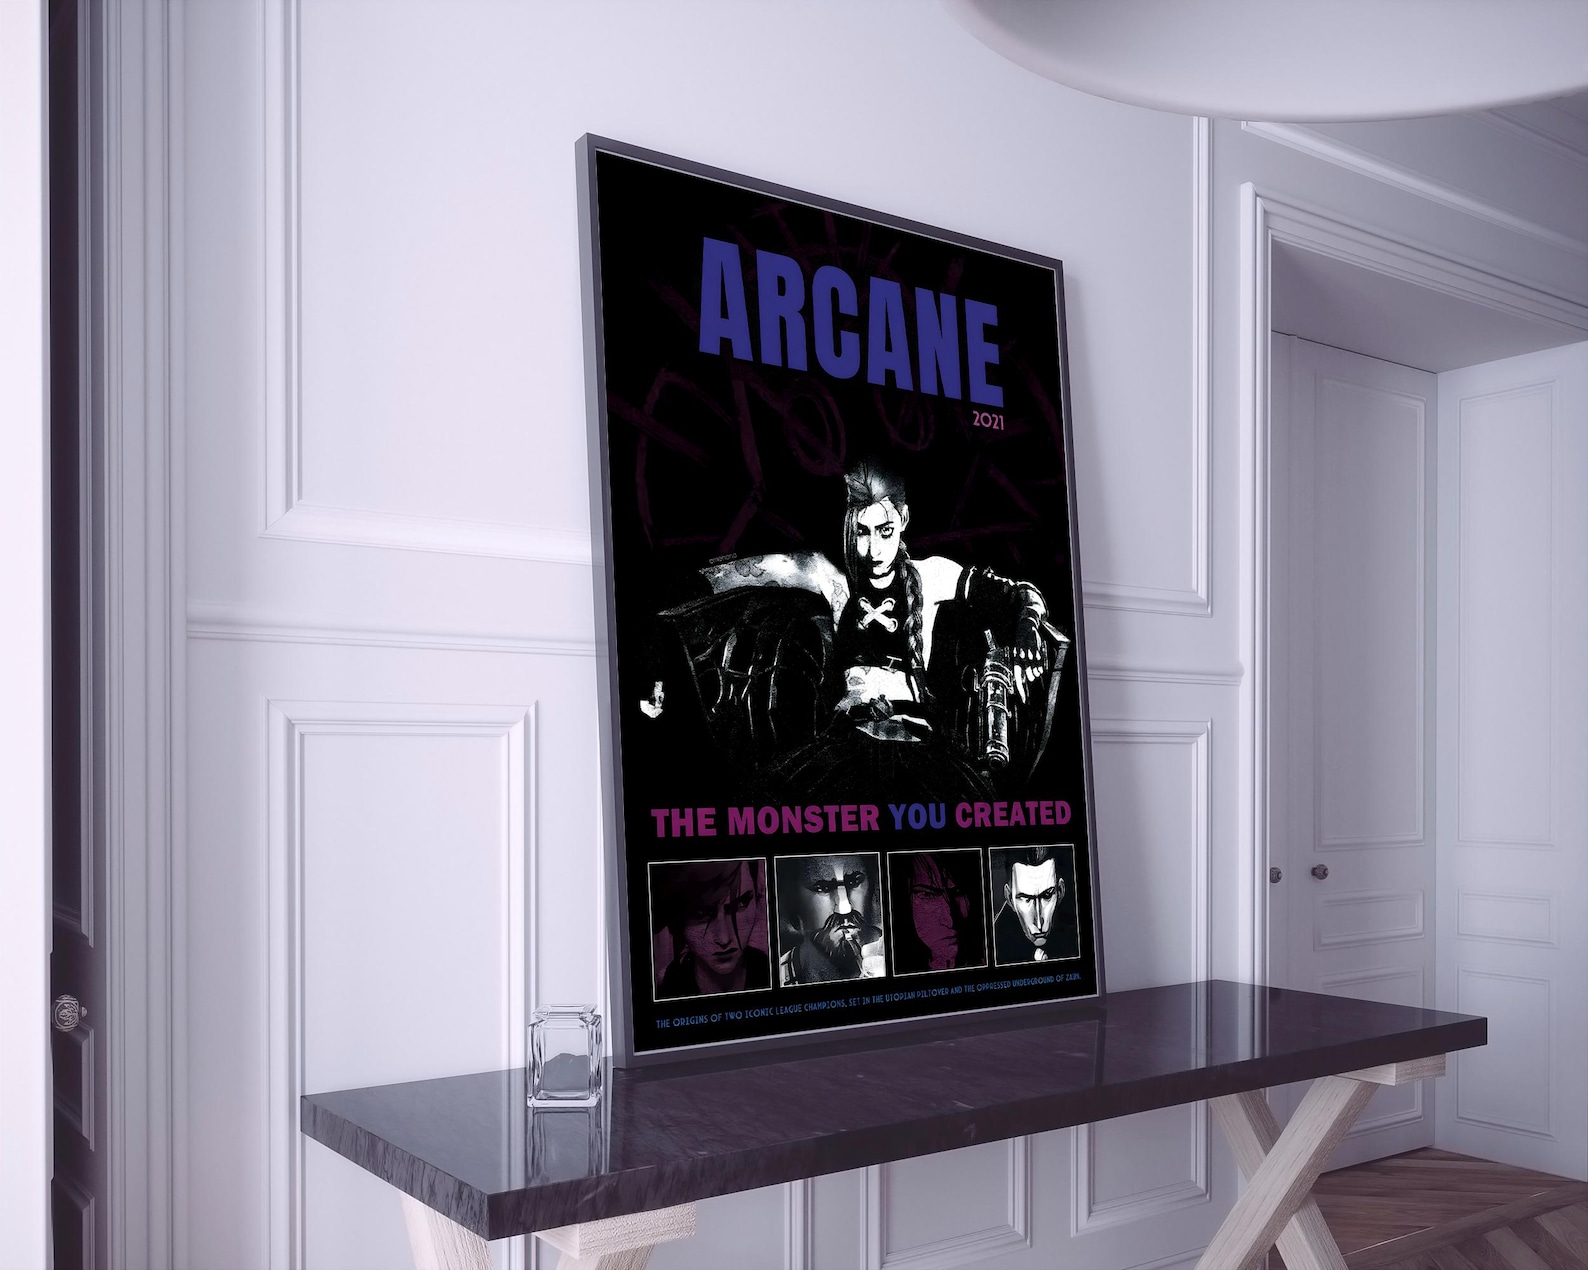 ARCANE
2021
THE MONSTER YOU CREATED
THE ORIGINS OF TWO ICONIC LEAGUE CHAMPIONS, SET IN THE UTOPIAN PILTOVER AND THE OPPRESSED UNDERGROUND OF ZAUN.